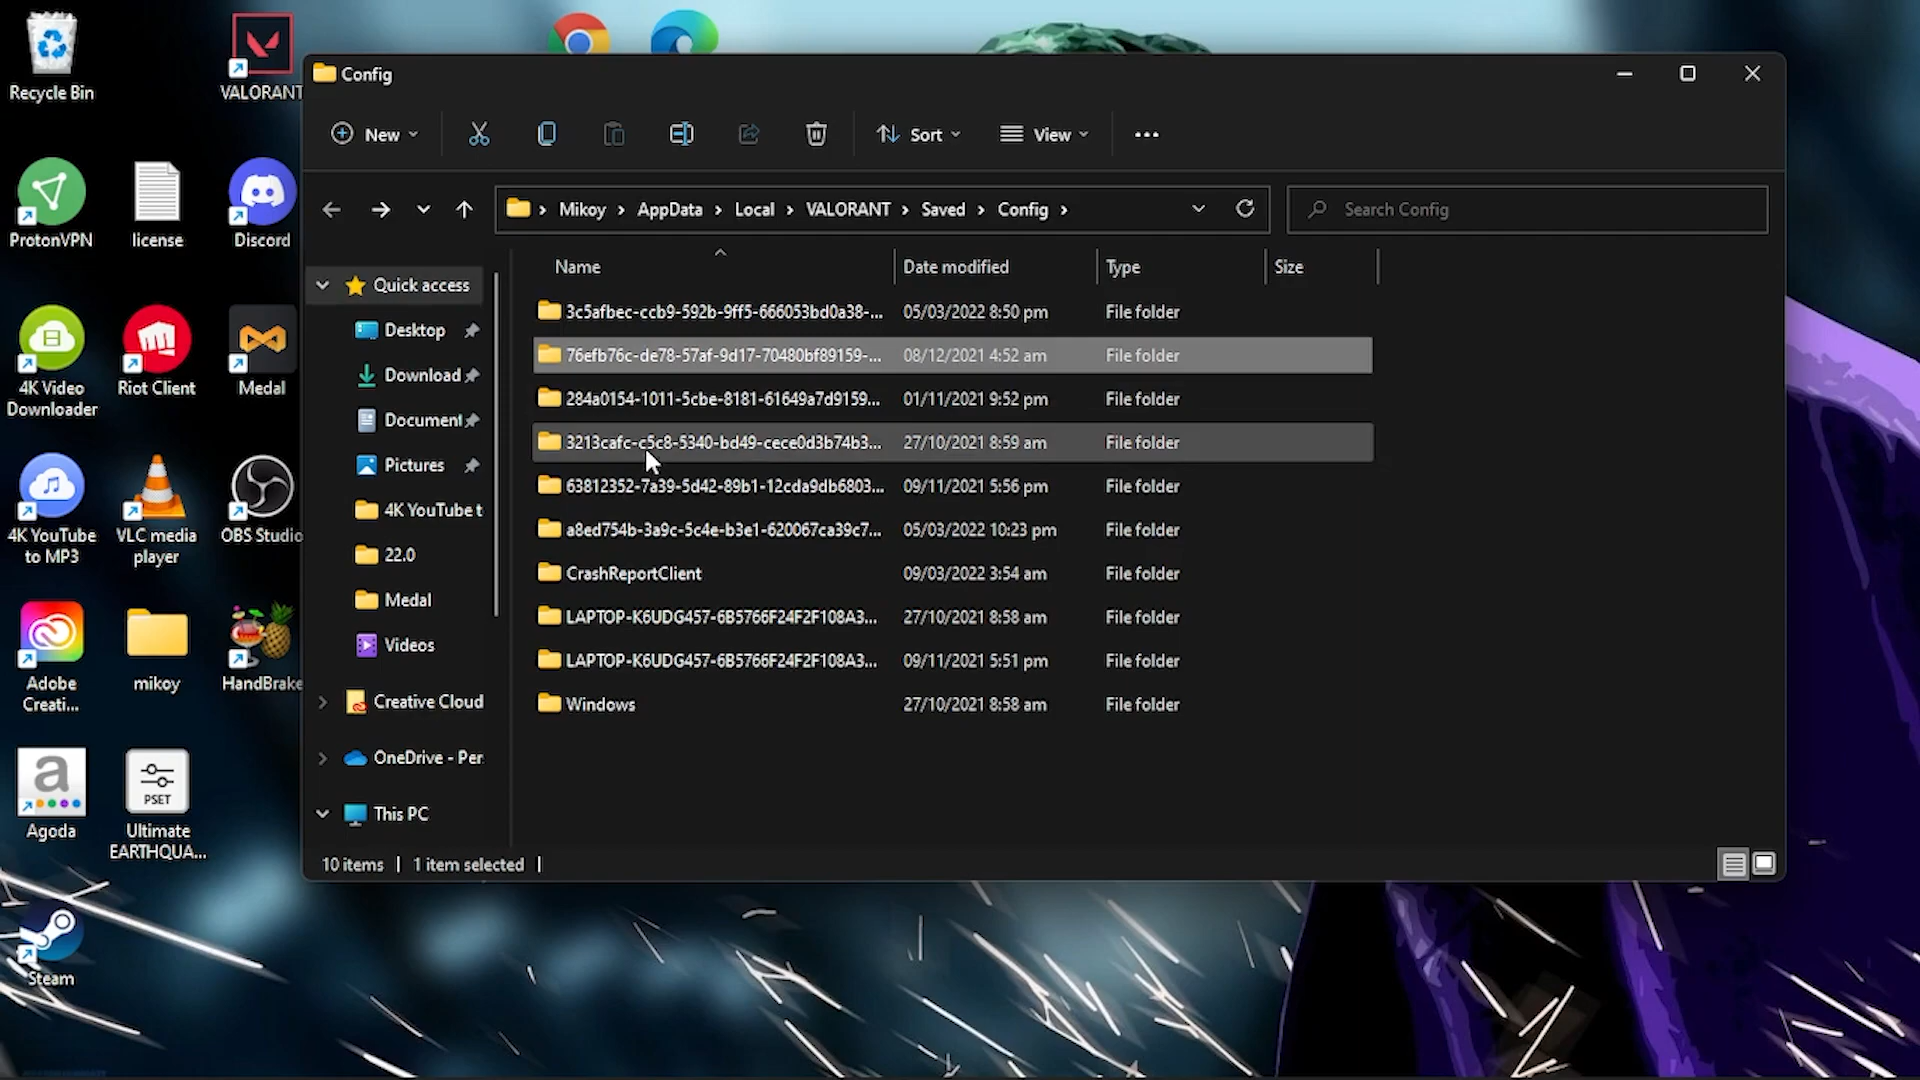 Recycle Bin
VALORANT
ProtonVPN
license
Discord
4K Video
Downloader
Riot Client
Medal
4K YouTube
to MP3
VLC media
player
OBS Studio
Adobe
Creati...
mikoy
HandBrake
Agoda
PSET
Ultimate
EARTHQUA...
Steam
Config
New
Sort
View
Mikoy > AppData > Local > VALORANT > Saved > Config >
Search Config
Quick access
Desktop
Download
Document
Pictures
4K YouTube t
22.0
Medal
Videos
Creative Cloud
OneDrive - Per
This PC
Name Date modified Type Size
3c5afbec-ccb9-592b-9ff5-666053bd0a38-... 05/03/2022 8:50 pm File folder
76efb76c-de78-57af-9d17-70480bf89159-... 08/12/2021 4:52 am File folder
284a0154-1011-5cbe-8181-61649a7d9159... 01/11/2021 9:52 pm File folder
3213cafc-c5c8-5340-bd49-cece0d3b74b3... 27/10/2021 8:59 am File folder
63812352-7a39-5d42-89b1-12cda9db6803... 09/11/2021 5:56 pm File folder
a8ed754b-3a9c-5c4e-b3e1-620067ca39c7... 05/03/2022 10:23 pm File folder
CrashReportClient 09/03/2022 3:54 am File folder
LAPTOP-K6UDG457-6B5766F24F2F108A3... 27/10/2021 8:58 am File folder
LAPTOP-K6UDG457-6B5766F24F2F108A3... 09/11/2021 5:51 pm File folder
Windows 27/10/2021 8:58 am File folder
10 items | 1 item selected |